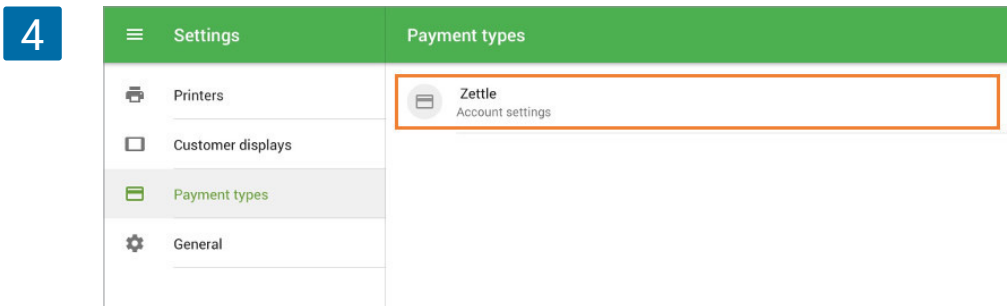 4
Settings
Payment types
Printers
Customer displays
Payment types
General
Zettle
Account settings